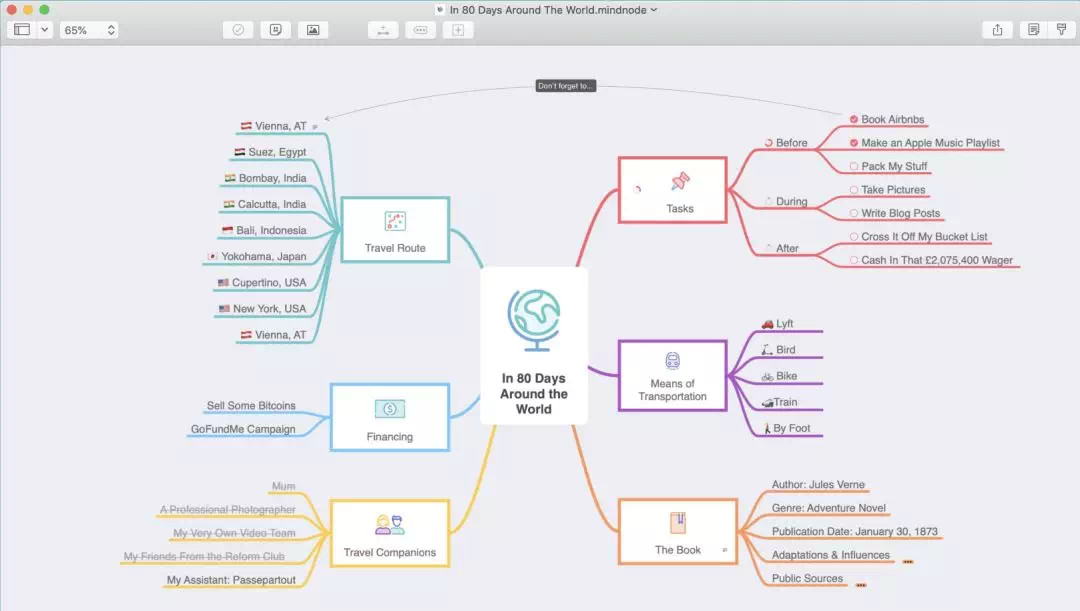 In 80 Days Around The World.mindnode
65%
Don't forget to...
Vienna, AT
Suez, Egypt
Bombay, India
Calcutta, India
Bali, Indonesia
Yokohama, Japan
Cupertino, USA
New York, USA
Vienna, AT
Travel Route
Sell Some Bitcoins
GoFundMe Campaign
Financing
Mum
A Professional Photographer
My Very Own Video Team
My Friends From the Reform Club
My Assistant: Passepartout
Travel Companions
In 80 Days
Around the
World
Tasks
Before
Book Airbnbs
Make an Apple Music Playlist
Pack My Stuff
During
Take Pictures
Write Blog Posts
After
Cross It Off My Bucket List
Cash In That £2,075,400 Wager
Means of
Transportation
Lyft
Bird
Bike
Train
By Foot
The Book
Author: Jules Verne
Genre: Adventure Novel
Publication Date: January 30, 1873
Adaptations & Influences
Public Sources